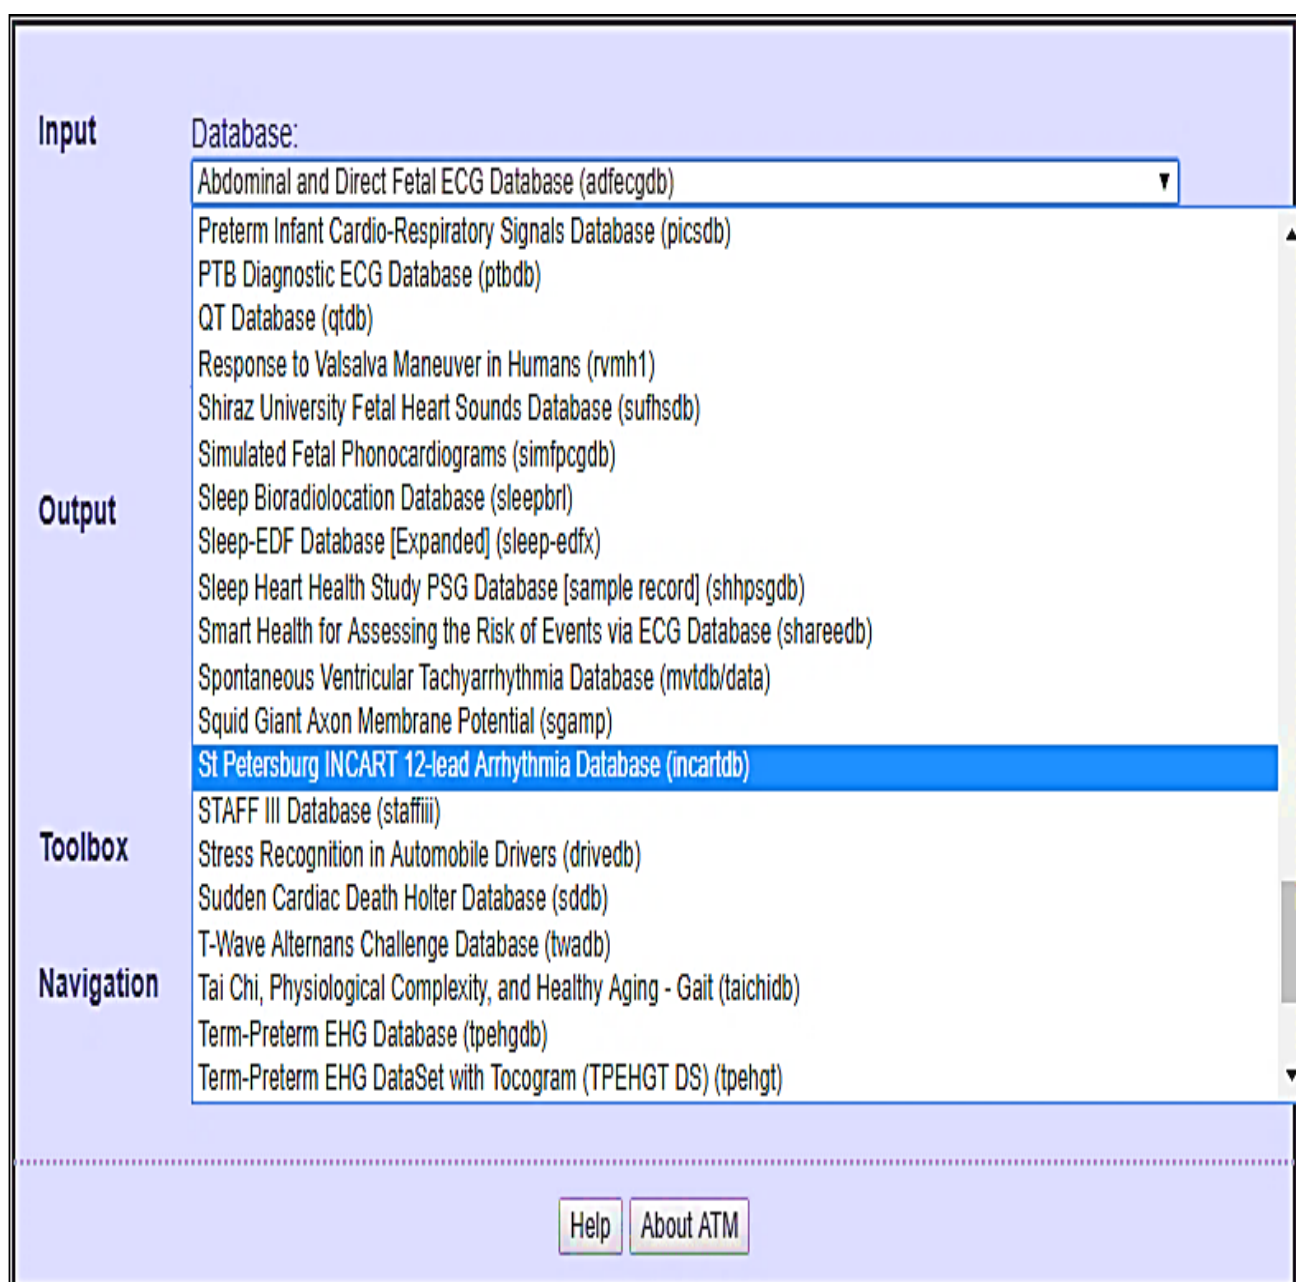 Input
Database:
Abdominal and Direct Fetal ECG Database (adfecgdb)
Preterm Infant Cardio-Respiratory Signals Database (picsdb)
PTB Diagnostic ECG Database (ptbdb)
QT Database (qtdb)
Response to Valsalva Maneuver in Humans (rvmh1)
Shiraz University Fetal Heart Sounds Database (sufhsdb)
Simulated Fetal Phonocardiograms (simfpcgdb)
Output
Sleep Bioradiolocation Database (sleepbrl)
Sleep-EDF Database [Expanded] (sleep-edfx)
Sleep Heart Health Study PSG Database [sample record] (shhpsgdb)
Smart Health for Assessing the Risk of Events via ECG Database (shareedb)
Spontaneous Ventricular Tachyarrhythmia Database (mvtdb/data)
Squid Giant Axon Membrane Potential (sgamp)
St Petersburg INCART 12-lead Arrhythmia Database (incartdb)
STAFF III Database (staffiii)
Toolbox
Stress Recognition in Automobile Drivers (drivedb)
Sudden Cardiac Death Holter Database (sddb)
T-Wave Alternans Challenge Database (twadb)
Navigation
Tai Chi, Physiological Complexity, and Healthy Aging - Gait (taichidb)
Term-Preterm EHG Database (tpehgdb)
Term-Preterm EHG DataSet with Tocogram (TPEHGT DS) (tpehgt)
Help
About ATM